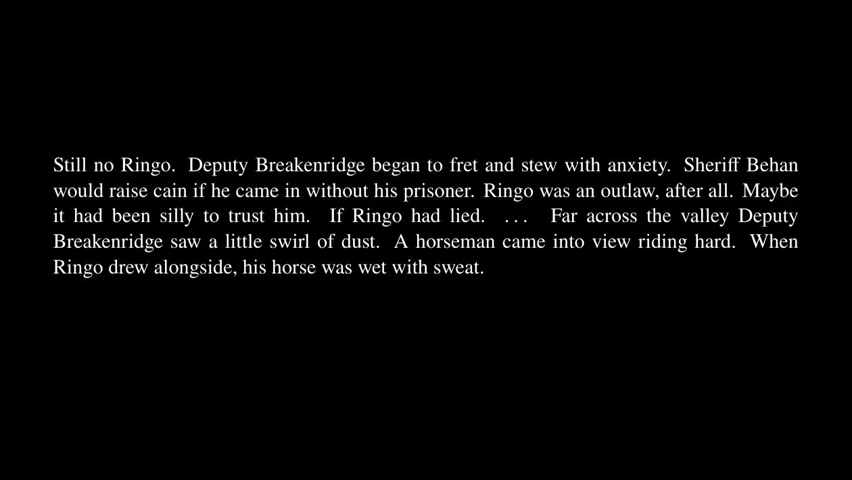 Still no Ringo. Deputy Breakenridge began to fret and stew with anxiety. Sheriff Behan
would raise cain if he came in without his prisoner. Ringo was an outlaw, after all. Maybe
it had been silly to trust him. If Ringo had lied. ... Far across the valley Deputy
Breakenridge saw a little swirl of dust. A horseman came into view riding hard. When
Ringo drew alongside, his horse was wet with sweat.